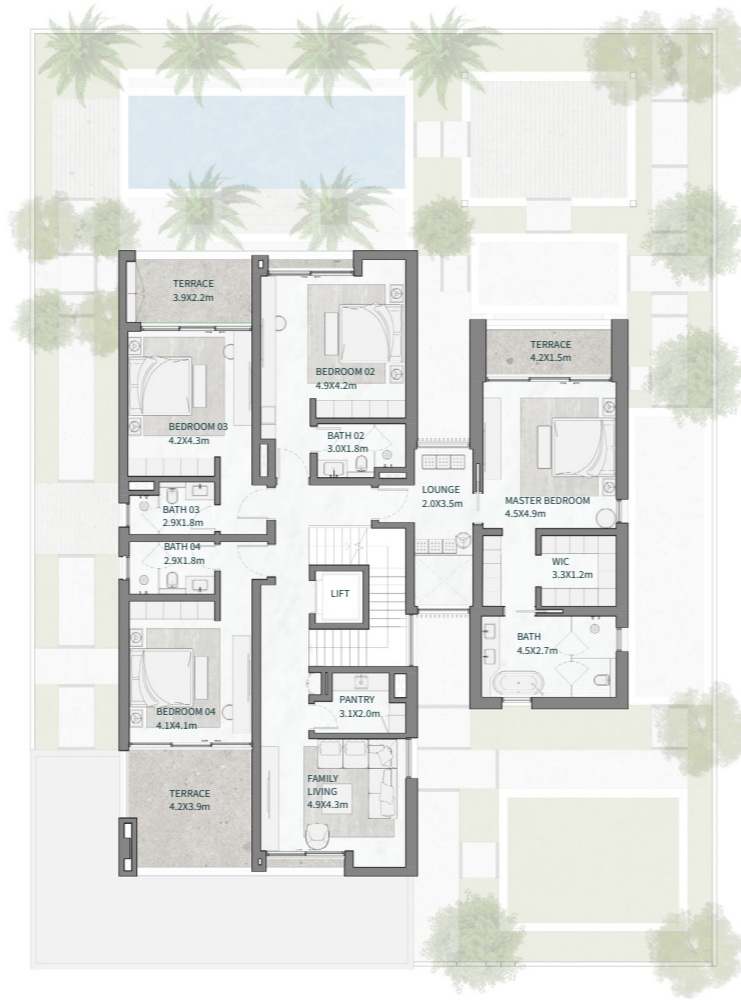 TERRACE
3.9X2.2m
BEDROOM 02
4.9X4.2m
TERRACE
4.2X1.5m
BEDROOM 03
4.2X4.3m
BATH 02
3.0X1.8m
LOUNGE
2.0X3.5m
MASTER BEDROOM
4.5X4.9m
BATH 03
2.9X1.8m
BATH 04
2.9X1.8m
WIC
3.3X1.2m
LIFT
BATH
4.5X2.7m
PANTRY
3.1X2.0m
BEDROOM 04
4.1X4.1m
FAMILY
LIVING
4.9X4.3m
TERRACE
4.2X3.9m